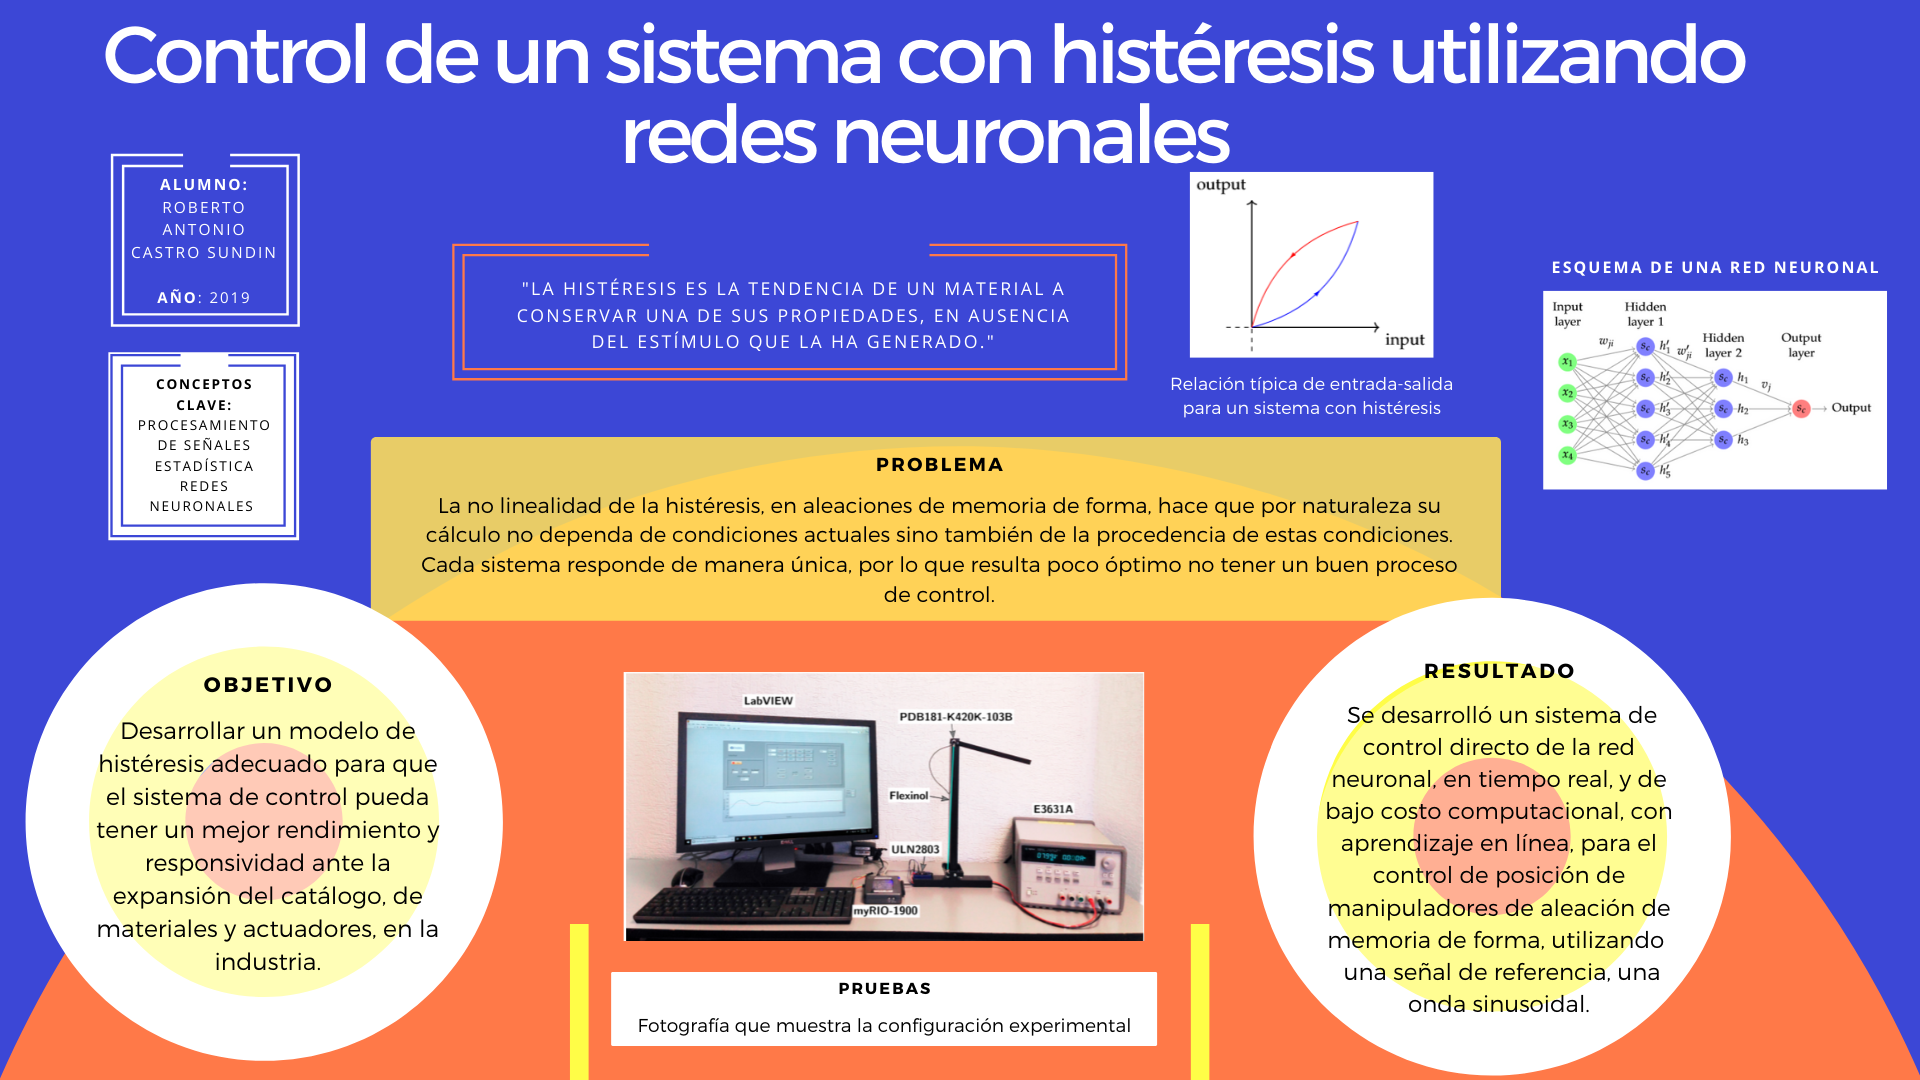 Control de un sistema con histéresis utilizando
redes neuronales
ALUMNO:
ROBERTO
ANTONIO
CASTRO SUNDIN
AÑO: 2019
CONCEPTOS
CLAVE:
PROCESAMIENTO
DE SEÑALES
ESTADÍSTICA
REDES
NEURONALES
"LA HISTÉRESIS ES LA TENDENCIA DE UN MATERIAL A
CONSERVAR UNA DE SUS PROPIEDADES, EN AUSENCIA
DEL ESTÍMULO QUE LA HA GENERADO."
output
input
Relación típica de entrada-salida
para un sistema con histéresis
ESQUEMA DE UNA RED NEURONAL
Input
layer
Hidden
layer 1
Hidden
layer 2
Output
layer
w_ji
w'_ji
v_j
x_1
x_2
x_3
x_4
s_c h'_1
s_c h'_2
s_c h'_3
s_c h'_4
s_c h'_5
s_c h_1
s_c h_2
s_c h_3
s_c
Output
PROBLEMA
La no linealidad de la histéresis, en aleaciones de memoria de forma, hace que por naturaleza su
cálculo no dependa de condiciones actuales sino también de la procedencia de estas condiciones.
Cada sistema responde de manera única, por lo que resulta poco óptimo no tener un buen proceso
de control.
OBJETIVO
Desarrollar un modelo de
histéresis adecuado para que
el sistema de control pueda
tener un mejor rendimiento y
responsividad ante la
expansión del catálogo, de
materiales y actuadores, en la
industria.
LabVIEW
PDB181-K420K-103B
Flexinol
E3631A
ULN2803
myRIO-1900
PRUEBAS
Fotografía que muestra la configuración experimental
RESULTADO
Se desarrolló un sistema de
control directo de la red
neuronal, en tiempo real, y de
bajo costo computacional, con
aprendizaje en línea, para el
control de posición de
manipuladores de aleación de
memoria de forma, utilizando
una señal de referencia, una
onda sinusoidal.